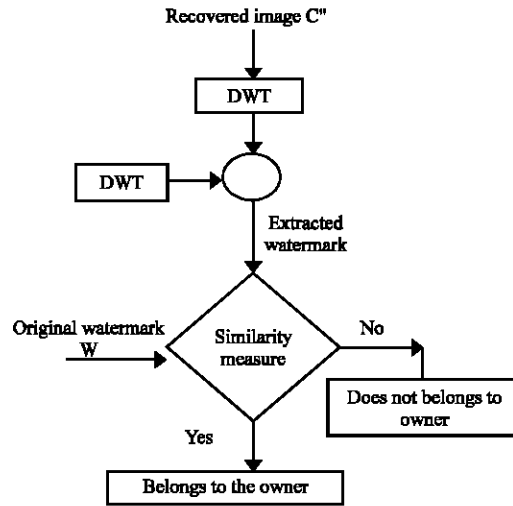 Recovered image C"
DWT
DWT
Extracted
watermark
Original watermark
W
Similarity
measure
No
Does not belongs to
owner
Yes
Belongs to the owner